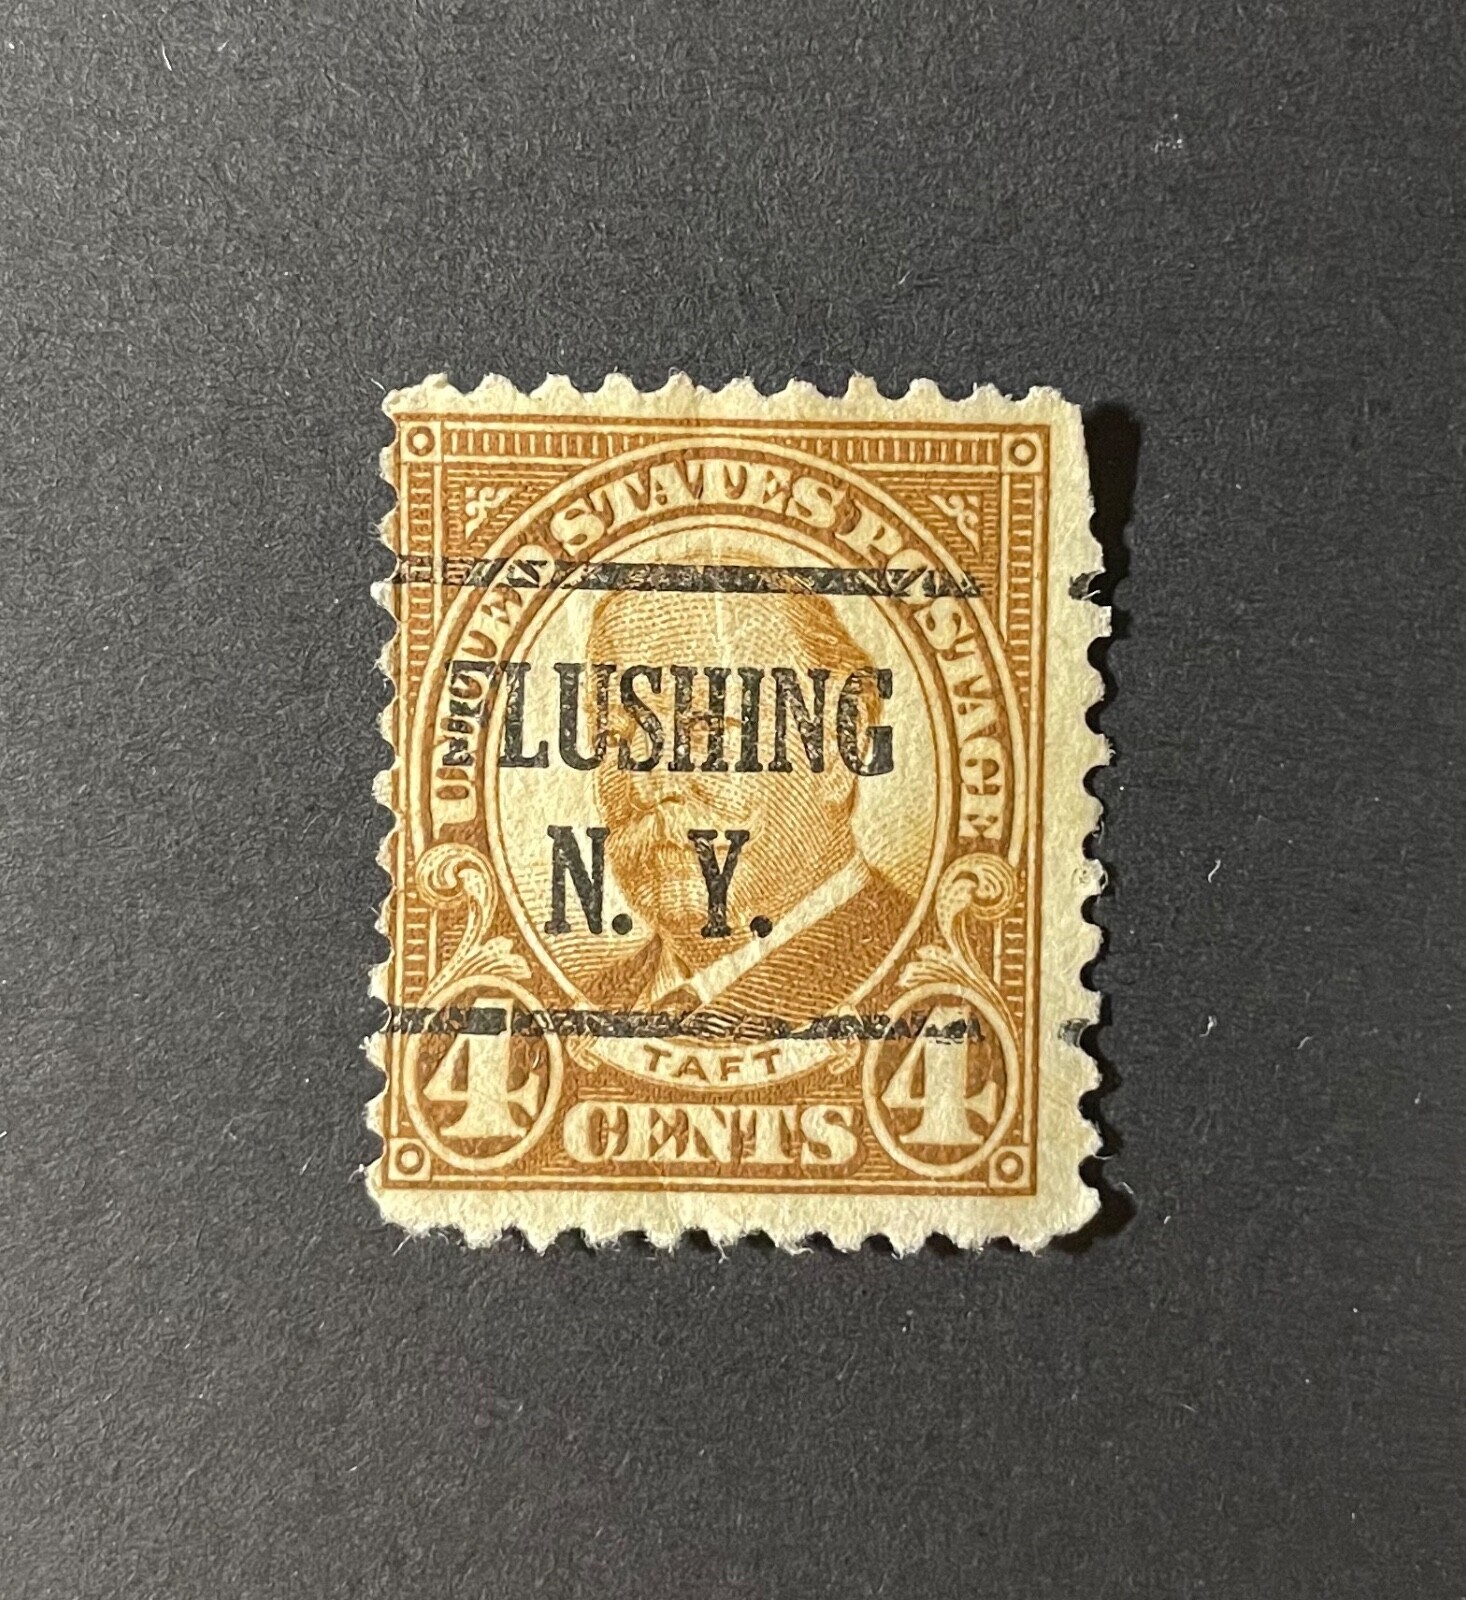 UNITED STATES POSTAGE
FLUSHING
N. Y.
TAFT
4 CENTS 4